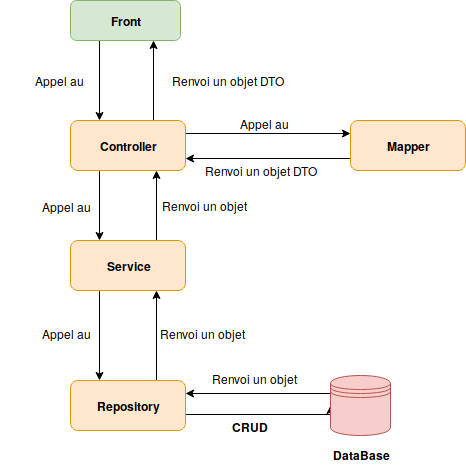 Front
Appel au
Renvoi un objet DTO
Appel au
Controller
Mapper
Renvoi un objet DTO
Appel au
Renvoi un objet
Service
Appel au
Renvoi un objet
Renvoi un objet
Repository
CRUD
DataBase